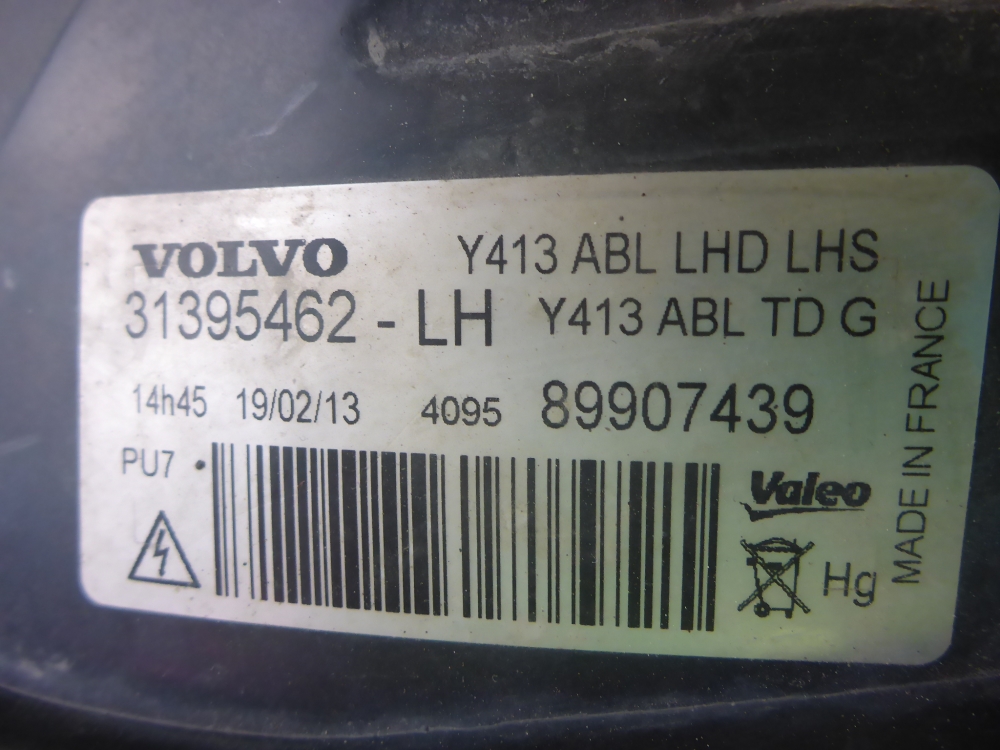 VOLVO Y413 ABL LHD LHS
31395462 - LH Y413 ABL TD G
14h45 19/02/13 4095 89907439
PU7
Valeo
Hg
MADE IN FRANCE